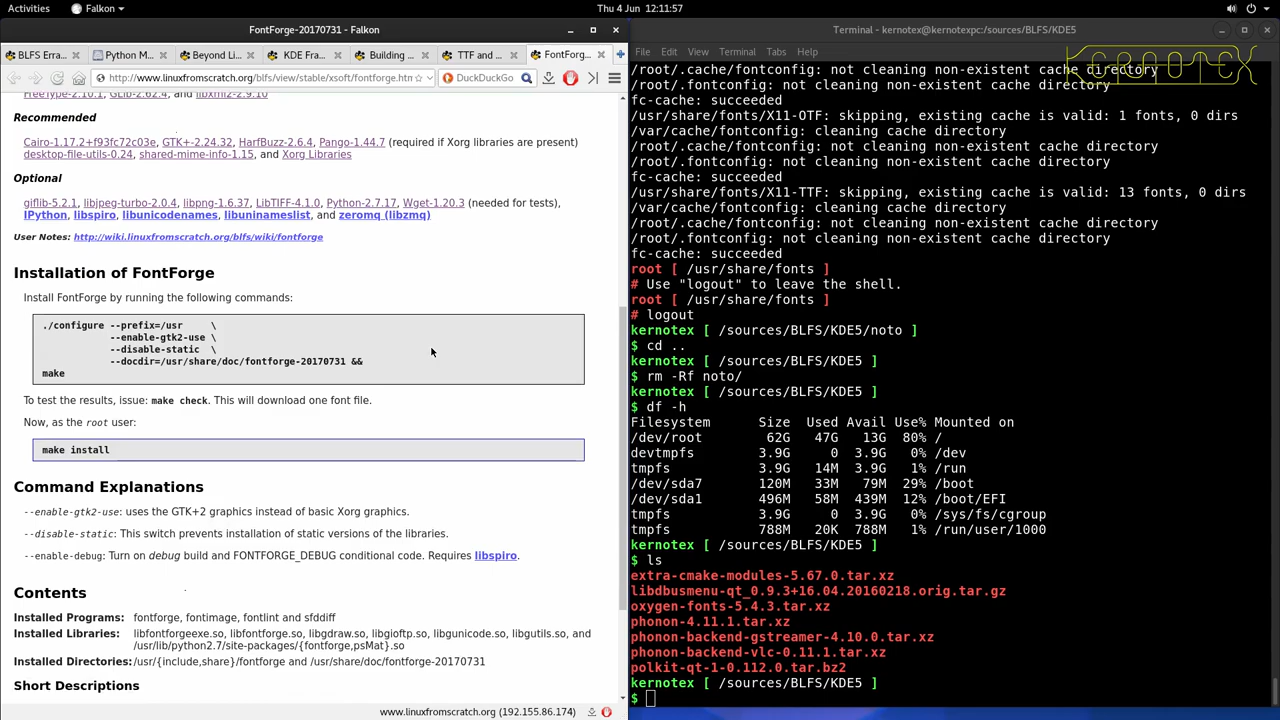 Activities
Falkon
Thu 4 Jun 12:11:57
FontForge-20170731 - Falkon
BLFS Erra...
Python M...
Beyond Li...
KDE Fra...
Building ...
TTF and ...
FontForg...
http://www.linuxfromscratch.org/blfs/view/stable/xsoft/fontforge.htm
DuckDuckGo
FreeType-2.10.1, GLib-2.62.4, and libxml2-2.9.10
Recommended
Cairo-1.17.2+f93fc72c03e, GTK+-2.24.32, HarfBuzz-2.6.4, Pango-1.44.7 (required if Xorg libraries are present)
desktop-file-utils-0.24, shared-mime-info-1.15, and Xorg Libraries
Optional
giflib-5.2.1, libjpeg-turbo-2.0.4, libpng-1.6.37, LibTIFF-4.1.0, Python-2.7.17, Wget-1.20.3 (needed for tests),
IPython, libspiro, libunicodenames, libuninameslist, and zeromq (libzmq)
User Notes: http://wiki.linuxfromscratch.org/blfs/wiki/fontforge
Installation of FontForge
Install FontForge by running the following commands:
./configure --prefix=/usr \
--enable-gtk2-use \
--disable-static \
--docdir=/usr/share/doc/fontforge-20170731 &&
make
To test the results, issue: make check. This will download one font file.
Now, as the root user:
make install
Command Explanations
--enable-gtk2-use: uses the GTK+2 graphics instead of basic Xorg graphics.
--disable-static: This switch prevents installation of static versions of the libraries.
--enable-debug: Turn on debug build and FONTFORGE_DEBUG conditional code. Requires libspiro.
Contents
Installed Programs: fontforge, fontimage, fontlint and sfddiff
Installed Libraries: libfontforgeexe.so, libfontforge.so, libgdraw.so, libgioftp.so, libgunicode.so, libgutils.so, and
/usr/lib/python2.7/site-packages/{fontforge,psMat}.so
Installed Directories: /usr/{include,share}/fontforge and /usr/share/doc/fontforge-20170731
Short Descriptions
www.linuxfromscratch.org (192.155.86.174)
Terminal - kernotex@kernotexpc:/sources/BLFS/KDE5
File Edit View Terminal Tabs Help
KERNOTEX
/root/.cache/fontconfig: not cleaning non-existent cache directory
/root/.fontconfig: not cleaning non-existent cache directory
fc-cache: succeeded
/usr/share/fonts/X11-OTF: skipping, existing cache is valid: 1 fonts, 0 dirs
/var/cache/fontconfig: cleaning cache directory
/root/.cache/fontconfig: not cleaning non-existent cache directory
/root/.fontconfig: not cleaning non-existent cache directory
fc-cache: succeeded
/usr/share/fonts/X11-TTF: skipping, existing cache is valid: 13 fonts, 0 dirs
/var/cache/fontconfig: cleaning cache directory
/root/.cache/fontconfig: not cleaning non-existent cache directory
/root/.fontconfig: not cleaning non-existent cache directory
fc-cache: succeeded
root [ /usr/share/fonts ]
# Use "logout" to leave the shell.
root [ /usr/share/fonts ]
# logout
kernotex [ /sources/BLFS/KDE5/noto ]
$ cd ..
kernotex [ /sources/BLFS/KDE5 ]
$ rm -Rf noto/
kernotex [ /sources/BLFS/KDE5 ]
$ df -h
Filesystem Size Used Avail Use% Mounted on
/dev/root 62G 47G 13G 80% /
devtmpfs 3.9G 0 3.9G 0% /dev
tmpfs 3.9G 14M 3.9G 1% /run
/dev/sda7 120M 33M 79M 29% /boot
/dev/sda1 496M 58M 439M 12% /boot/EFI
tmpfs 3.9G 0 3.9G 0% /sys/fs/cgroup
tmpfs 788M 20K 788M 1% /run/user/1000
kernotex [ /sources/BLFS/KDE5 ]
$ ls
extra-cmake-modules-5.67.0.tar.xz
libdbusmenu-qt_0.9.3+16.04.20160218.orig.tar.gz
oxygen-fonts-5.4.3.tar.xz
phonon-4.11.1.tar.xz
phonon-backend-gstreamer-4.10.0.tar.xz
phonon-backend-vlc-0.11.1.tar.xz
polkit-qt-1-0.112.0.tar.bz2
kernotex [ /sources/BLFS/KDE5 ]
$